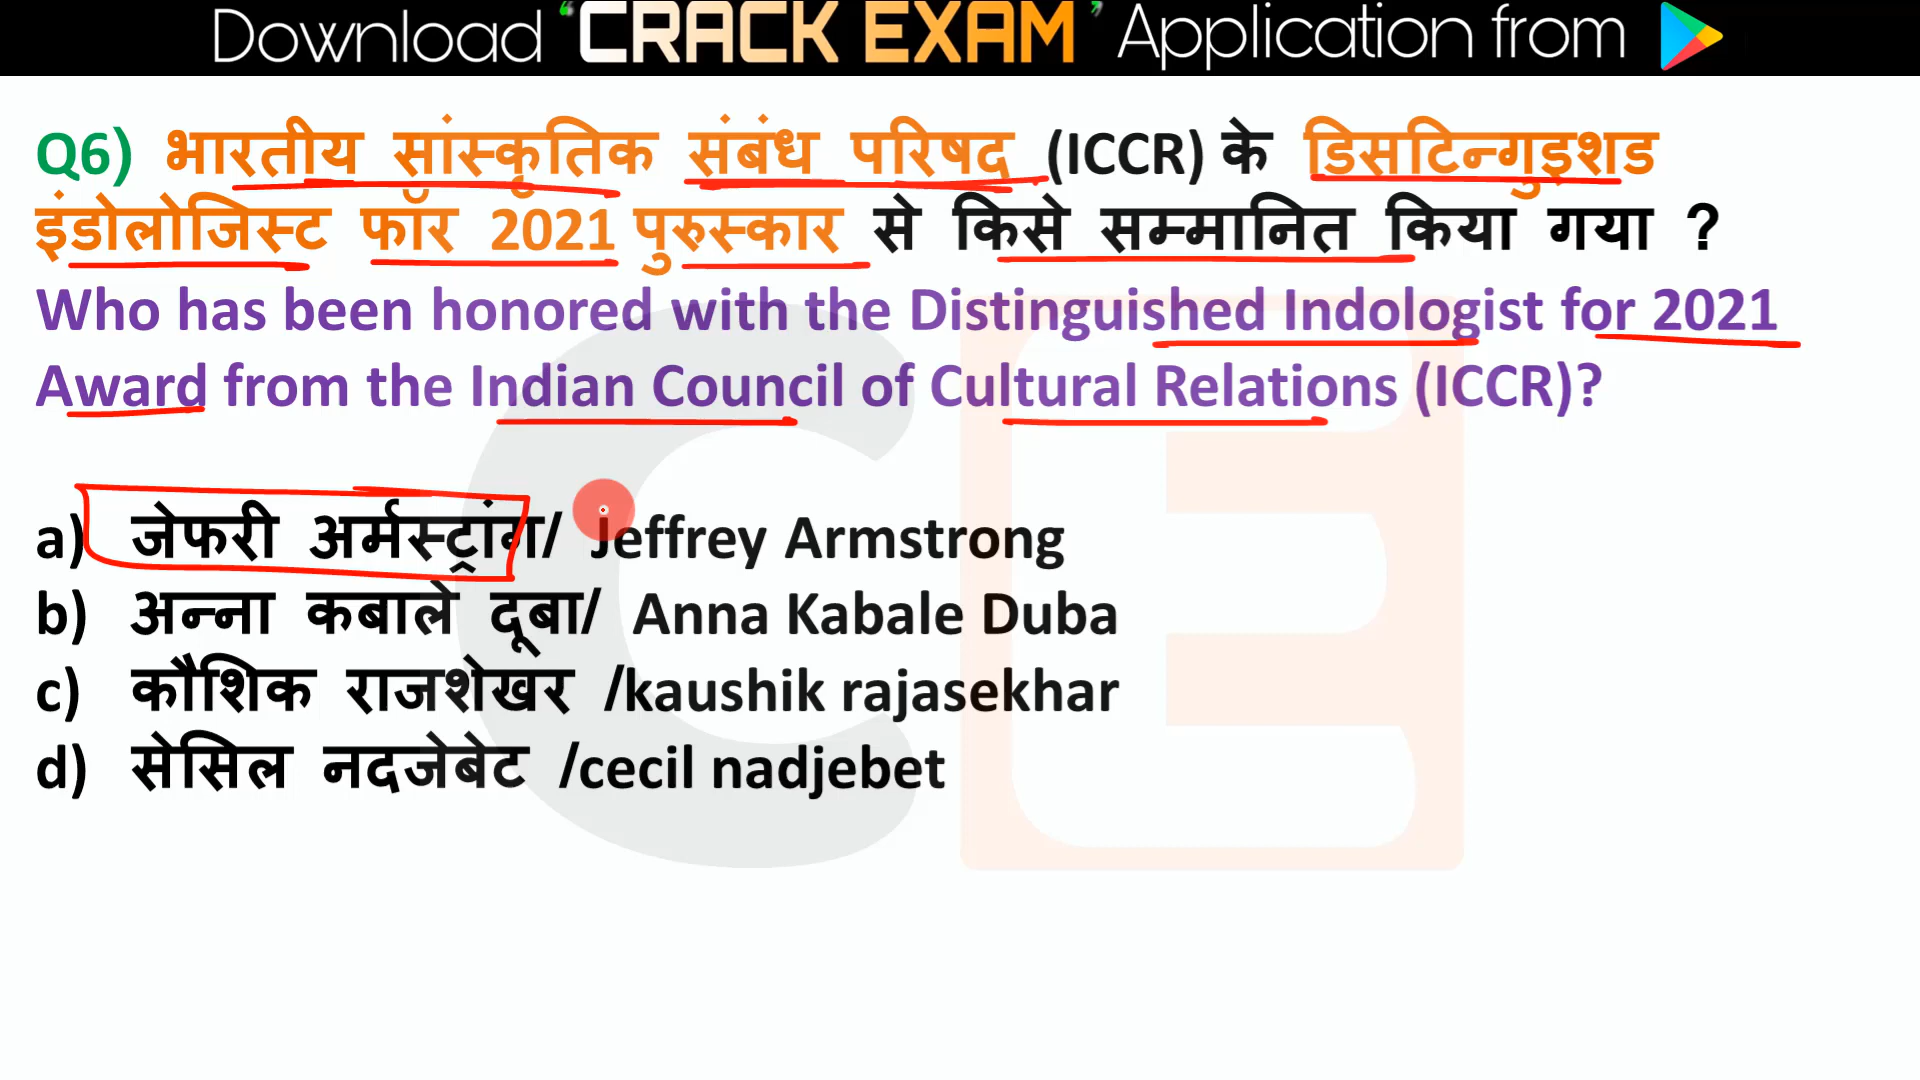 Download ‘CRACK EXAM’ Application from
Q6) भारतीय सांस्कृतिक संबंध परिषद (ICCR) के डिसटिन्गुइशड
इंडोलोजिस्ट फॉर 2021 पुरुस्कार से किसे सम्मानित किया गया ?
Who has been honored with the Distinguished Indologist for 2021
Award from the Indian Council of Cultural Relations (ICCR)?
a) जेफरी अर्मस्ट्रांग/ Jeffrey Armstrong
b) अन्ना कबाले दूबा/ Anna Kabale Duba
c) कौशिक राजशेखर /kaushik rajasekhar
d) सेसिल नदजेबेट /cecil nadjebet
CE